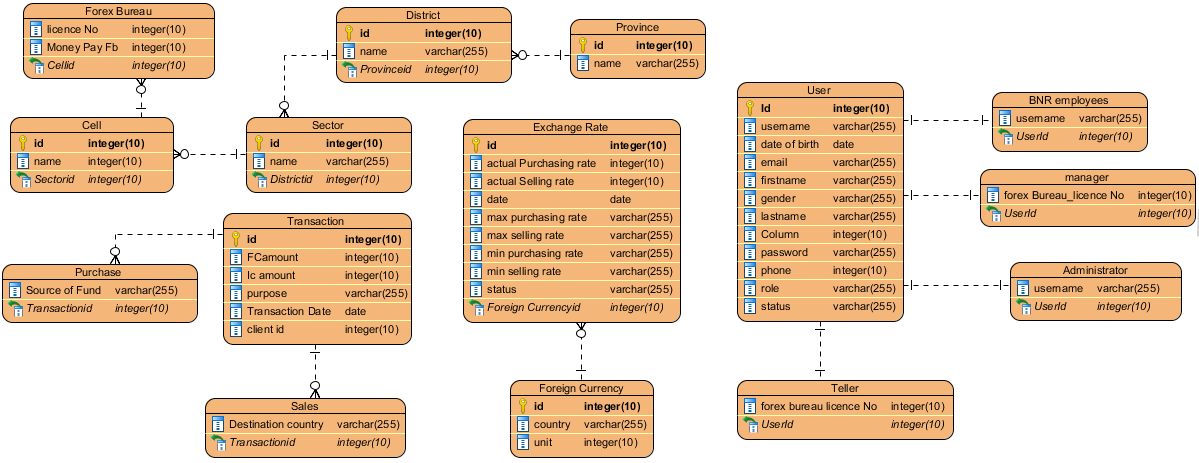 Forex Bureau
licence No integer(10)
Money Pay Fb integer(10)
Cellid integer(10)
District
id integer(10)
name varchar(255)
Provinceid integer(10)
Province
id integer(10)
name varchar(255)
Cell
id integer(10)
name integer(10)
Sectorid integer(10)
Sector
id integer(10)
name varchar(255)
Districtid integer(10)
Exchange Rate
id integer(10)
actual Purchasing rate integer(10)
actual Selling rate integer(10)
date date
max purchasing rate varchar(255)
max selling rate varchar(255)
min purchasing rate varchar(255)
min selling rate varchar(255)
status varchar(255)
Foreign Currencyid integer(10)
User
Id integer(10)
username varchar(255)
date of birth date
email varchar(255)
firstname varchar(255)
gender varchar(255)
lastname varchar(255)
Column integer(10)
password varchar(255)
phone integer(10)
role varchar(255)
status varchar(255)
BNR employees
username varchar(255)
UserId integer(10)
manager
forex Bureau_licence No integer(10)
UserId integer(10)
Administrator
username varchar(255)
UserId integer(10)
Transaction
id integer(10)
FCamount integer(10)
lc amount integer(10)
purpose varchar(255)
Transaction Date date
client id integer(10)
Purchase
Source of Fund varchar(255)
Transactionid integer(10)
Sales
Destination country varchar(255)
Transactionid integer(10)
Foreign Currency
id integer(10)
country varchar(255)
unit integer(10)
Teller
forex bureau licence No integer(10)
UserId integer(10)